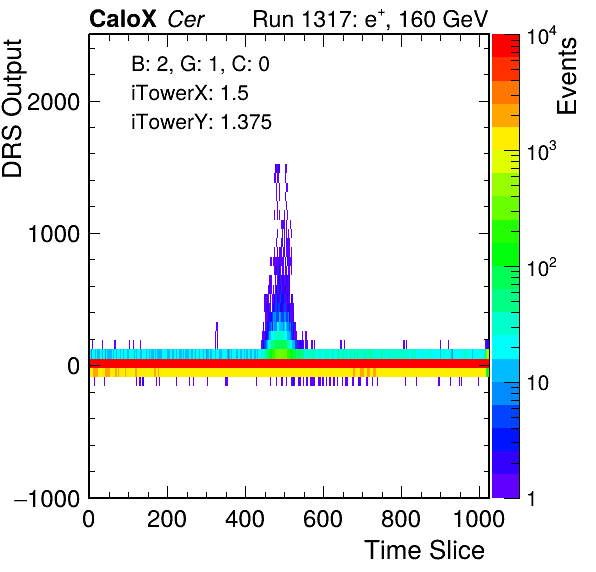 CaloX Cer Run 1317: e⁺, 160 GeV
B: 2, G: 1, C: 0
iTowerX: 1.5
iTowerY: 1.375
DRS Output
2000
1000
0
−1000
0 200 400 600 800 1000
Time Slice
Events
10⁴
10³
10²
10
1